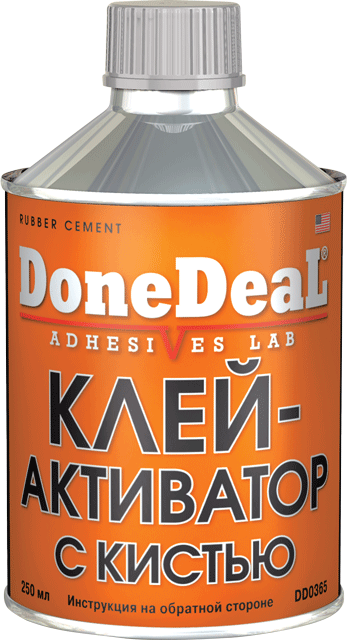 RUBBER CEMENT
DoneDeaL®
ADHESIVES LAB
КЛЕЙ-
АКТИВАТОР
С КИСТЬЮ
250 мл
DD0365
Инструкция на обратной стороне